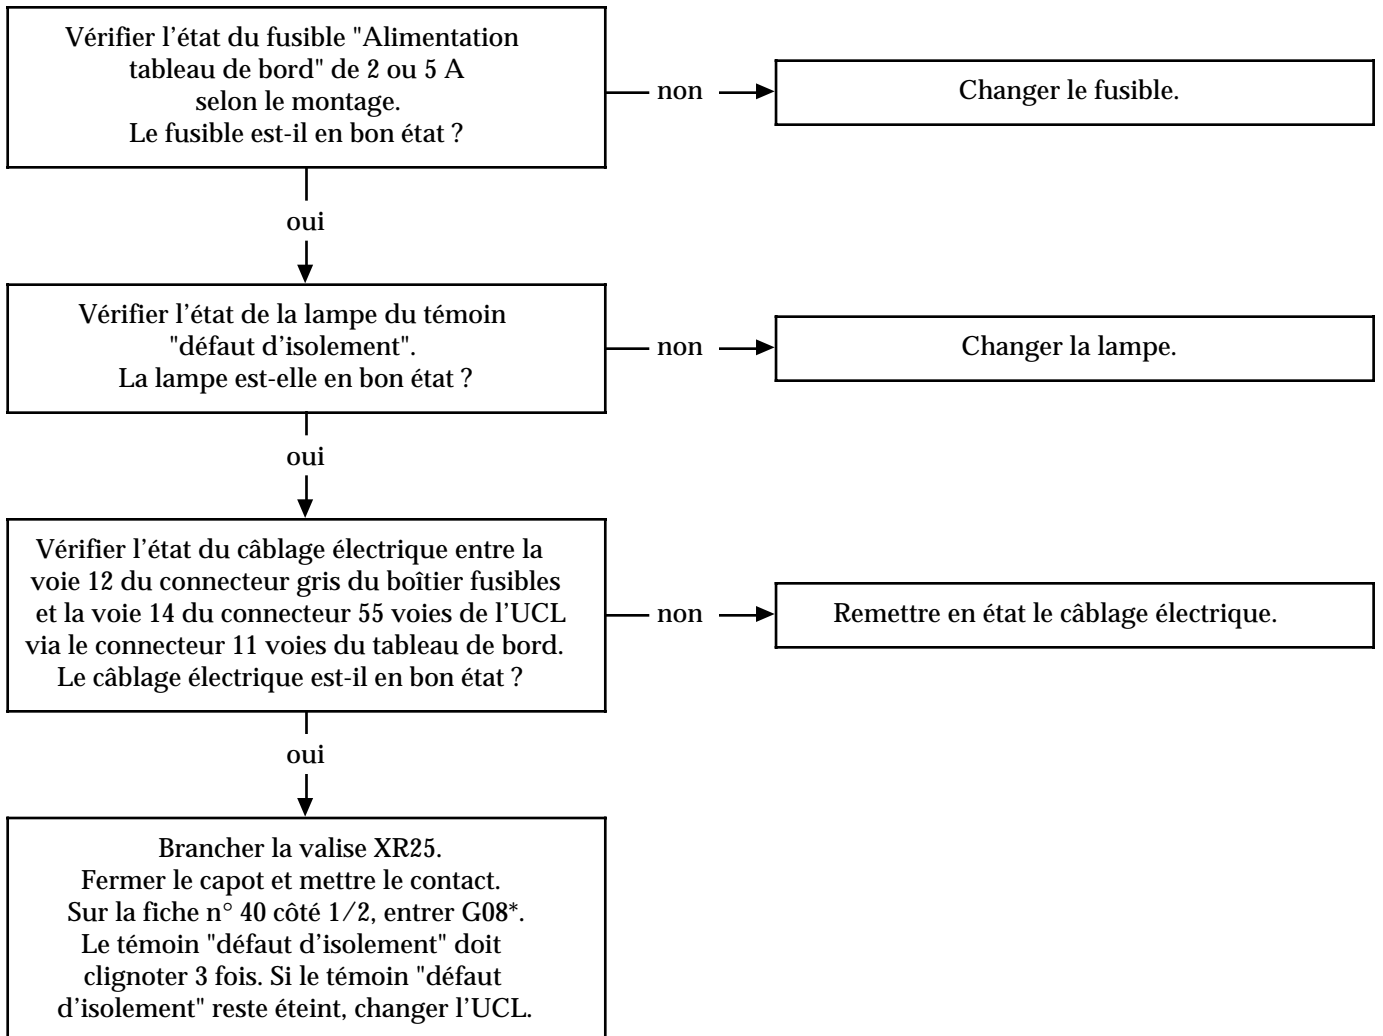 Vérifier l'état du fusible "Alimentation
tableau de bord" de 2 ou 5 A
selon le montage.
Le fusible est-il en bon état ?
non
Changer le fusible.
oui
Vérifier l'état de la lampe du témoin
"défaut d'isolement".
La lampe est-elle en bon état ?
non
Changer la lampe.
oui
Vérifier l'état du câblage électrique entre la
voie 12 du connecteur gris du boîtier fusibles
et la voie 14 du connecteur 55 voies de l'UCL
via le connecteur 11 voies du tableau de bord.
Le câblage électrique est-il en bon état ?
non
Remettre en état le câblage électrique.
oui
Brancher la valise XR25.
Fermer le capot et mettre le contact.
Sur la fiche n° 40 côté 1/2, entrer G08*.
Le témoin "défaut d'isolement" doit
clignoter 3 fois. Si le témoin "défaut
d'isolement" reste éteint, changer l'UCL.